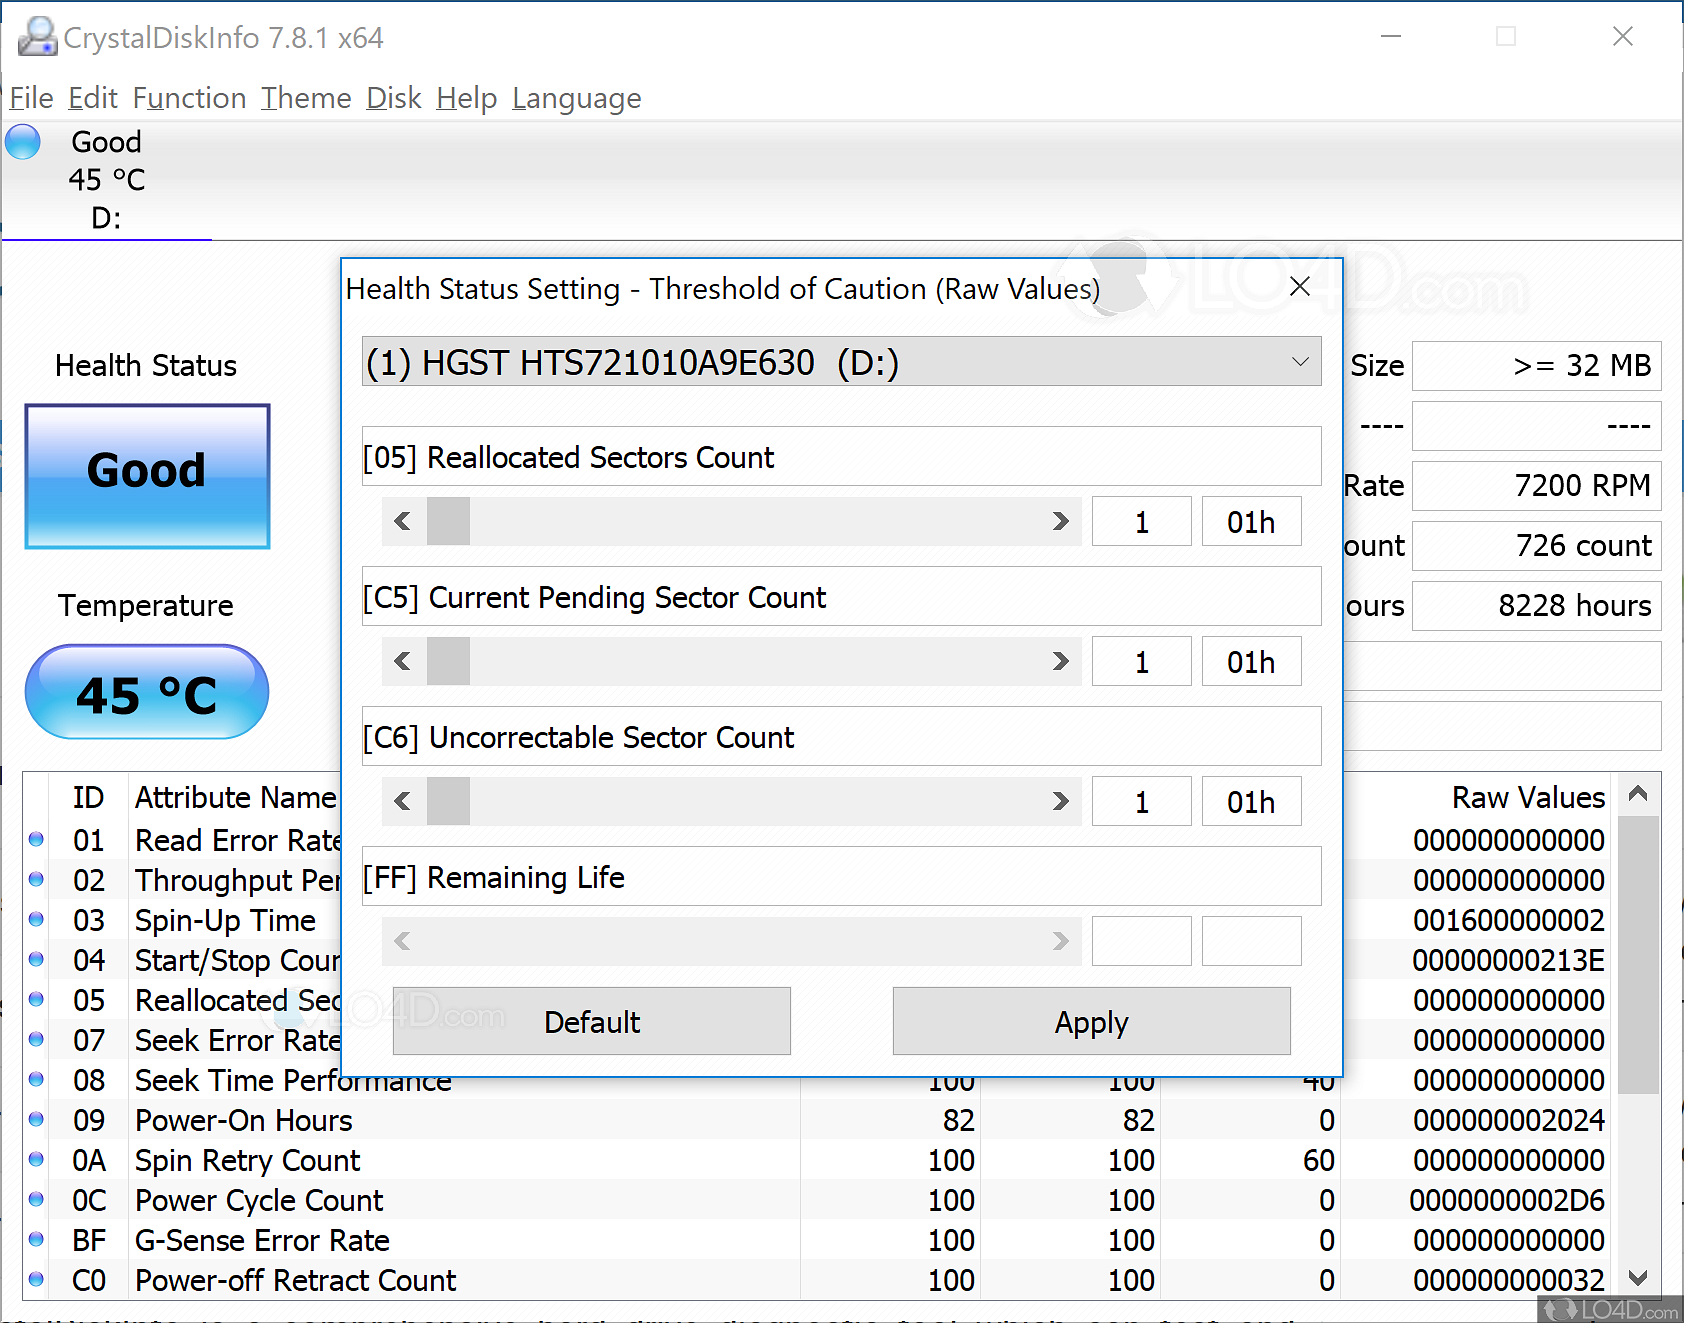 CrystalDiskInfo 7.8.1 x64
File Edit Function Theme Disk Help Language
Good
45 °C
D:
LO4D.com
Health Status Setting - Threshold of Caution (Raw Values)
(1) HGST HTS721010A9E630 (D:)
Health Status
Size >= 32 MB
---- ----
[05] Reallocated Sectors Count
Good
Rate 7200 RPM
1 01h
ount 726 count
[C5] Current Pending Sector Count
Temperature
ours 8228 hours
1 01h
45 °C
[C6] Uncorrectable Sector Count
1 01h
[FF] Remaining Life
Default Apply
ID Attribute Name Raw Values
01 Read Error Rate 000000000000
02 Throughput Per 000000000000
03 Spin-Up Time 001600000002
04 Start/Stop Coun 00000000213E
05 Reallocated Sec 000000000000
LO4D.com
07 Seek Error Rate 000000000000
08 Seek Time Performance 100 100 40 000000000000
09 Power-On Hours 82 82 0 000000002024
0A Spin Retry Count 100 100 60 000000000000
0C Power Cycle Count 100 100 0 0000000002D6
BF G-Sense Error Rate 100 100 0 000000000000
C0 Power-off Retract Count 100 100 0 000000000032
LO4D.com